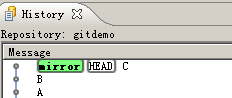 History
Repository: gitdemo
Message
mirror HEAD C
B
A